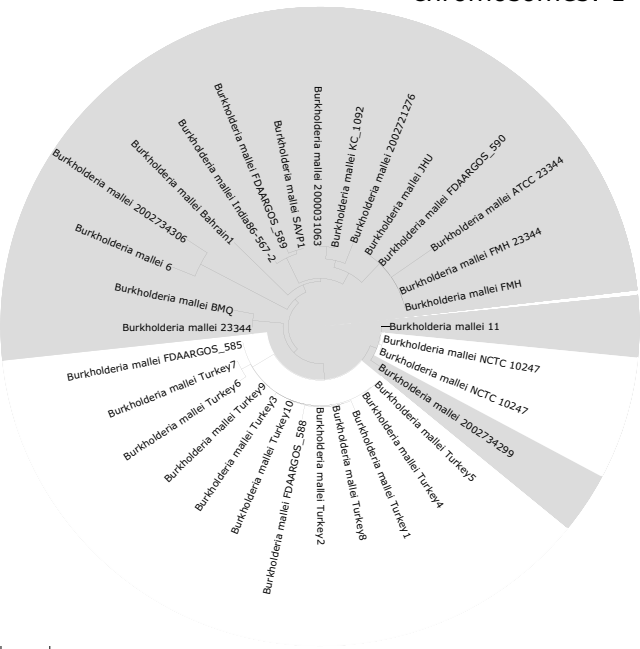 Burkholderia mallei 2000031063
Burkholderia mallei KC_1092
Burkholderia mallei 2002721276
Burkholderia mallei JHU
Burkholderia mallei FDAARGOS_590
Burkholderia mallei ATCC 23344
Burkholderia mallei FMH 23344
Burkholderia mallei FMH
Burkholderia mallei 11
Burkholderia mallei NCTC 10247
Burkholderia mallei NCTC 10247
Burkholderia mallei 2002734299
Burkholderia mallei Turkey5
Burkholderia mallei Turkey4
Burkholderia mallei Turkey1
Burkholderia mallei Turkey8
Burkholderia mallei Turkey2
Burkholderia mallei FDAARGOS_588
Burkholderia mallei Turkey10
Burkholderia mallei Turkey3
Burkholderia mallei Turkey9
Burkholderia mallei Turkey6
Burkholderia mallei Turkey7
Burkholderia mallei FDAARGOS_585
Burkholderia mallei 23344
Burkholderia mallei BMQ
Burkholderia mallei 6
Burkholderia mallei 2002734306
Burkholderia mallei Bahrain1
Burkholderia mallei India86-567-2
Burkholderia mallei FDAARGOS_589
Burkholderia mallei SAVP1